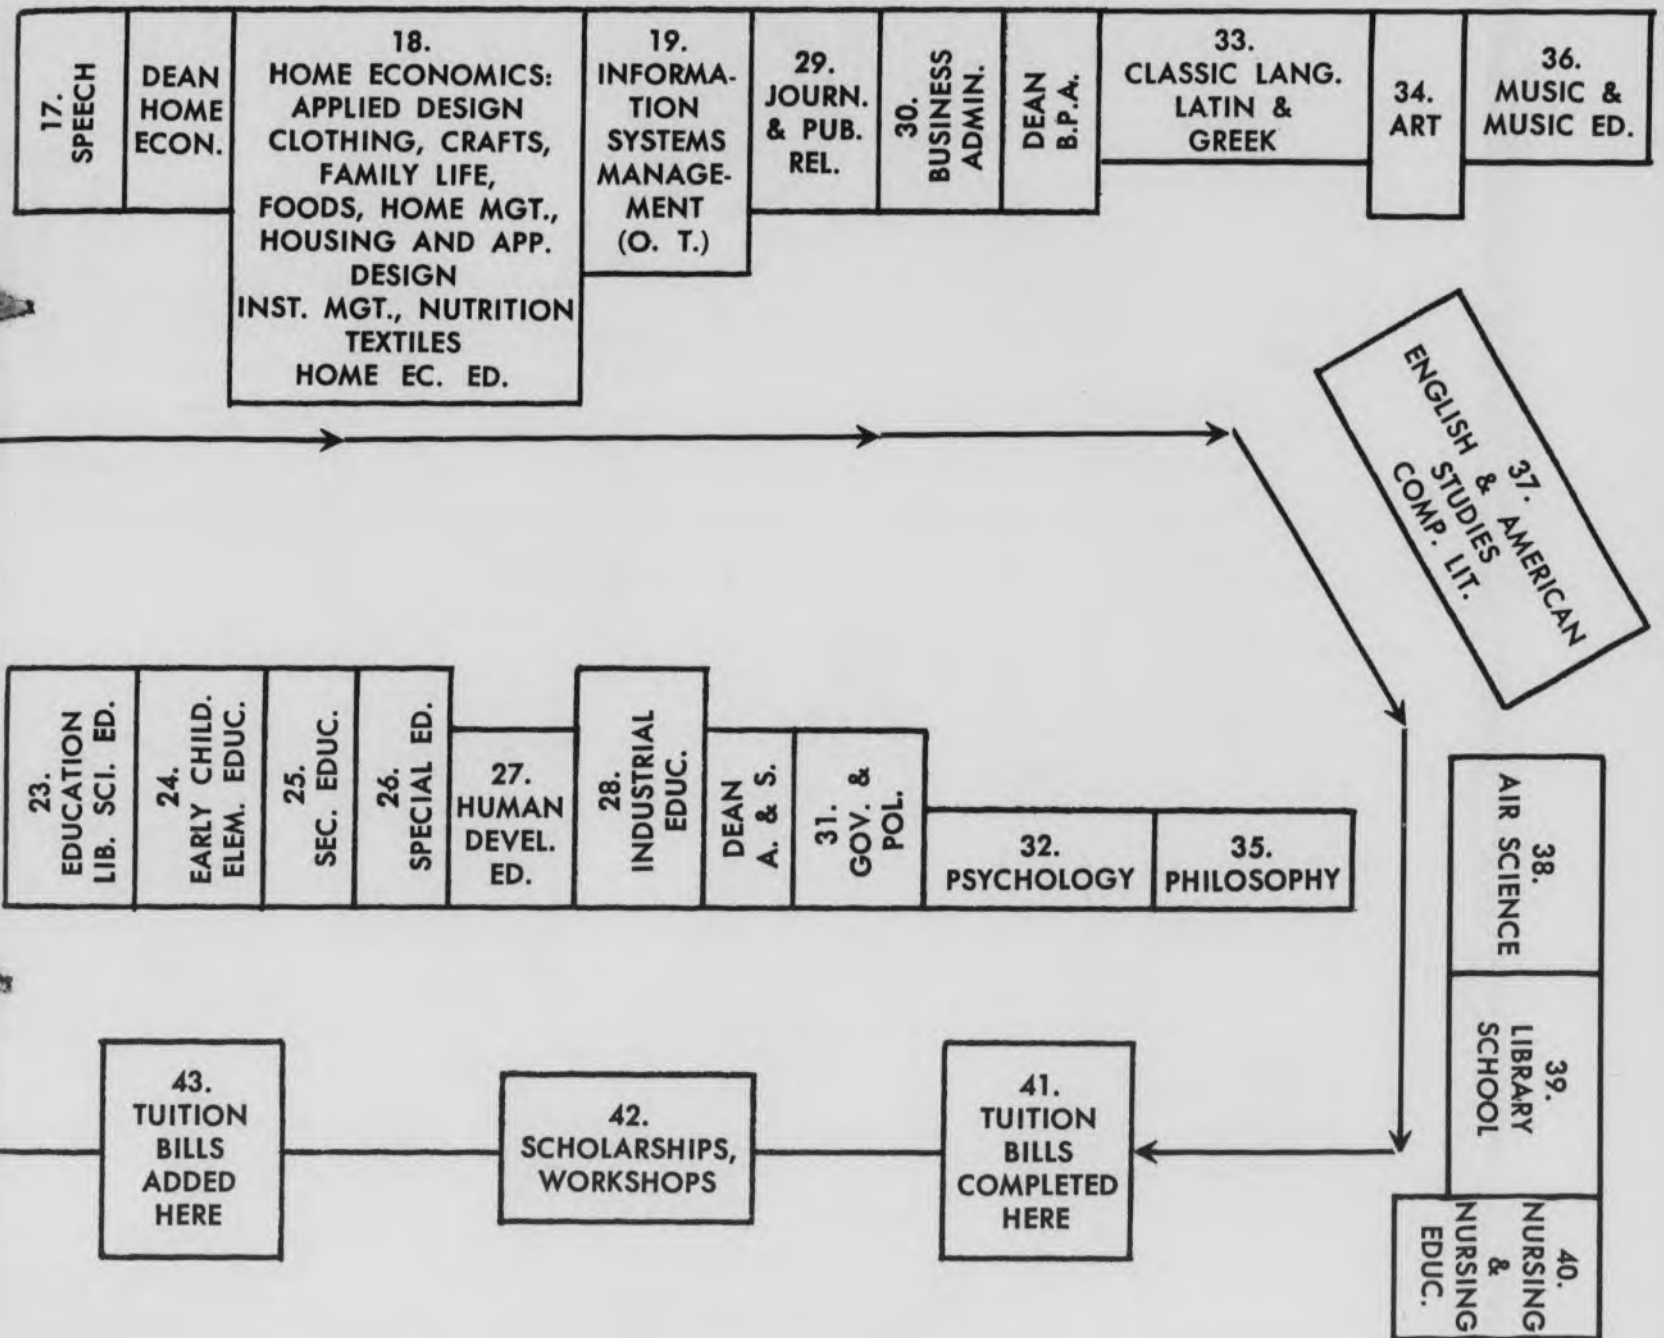 17.
SPEECH
DEAN
HOME
ECON.
18.
HOME ECONOMICS:
APPLIED DESIGN
CLOTHING, CRAFTS,
FAMILY LIFE,
FOODS, HOME MGT.,
HOUSING AND APP.
DESIGN
INST. MGT., NUTRITION
TEXTILES
HOME EC. ED.
19.
INFORMA-
TION
SYSTEMS
MANAGE-
MENT
(O. T.)
29.
JOURN.
& PUB.
REL.
30.
BUSINESS
ADMIN.
DEAN
B.P.A.
33.
CLASSIC LANG.
LATIN &
GREEK
34.
ART
36.
MUSIC &
MUSIC ED.
37.
ENGLISH & AMERICAN
STUDIES
COMP. LIT.
23.
EDUCATION
LIB. SCI. ED.
24.
EARLY CHILD.
ELEM. EDUC.
25.
SEC. EDUC.
26.
SPECIAL ED.
27.
HUMAN
DEVEL.
ED.
28.
INDUSTRIAL
EDUC.
DEAN
A. & S.
31.
GOV. &
POL.
32.
PSYCHOLOGY
35.
PHILOSOPHY
38.
AIR SCIENCE
39.
LIBRARY
SCHOOL
40.
NURSING
&
NURSING
EDUC.
41.
TUITION
BILLS
COMPLETED
HERE
42.
SCHOLARSHIPS,
WORKSHOPS
43.
TUITION
BILLS
ADDED
HERE